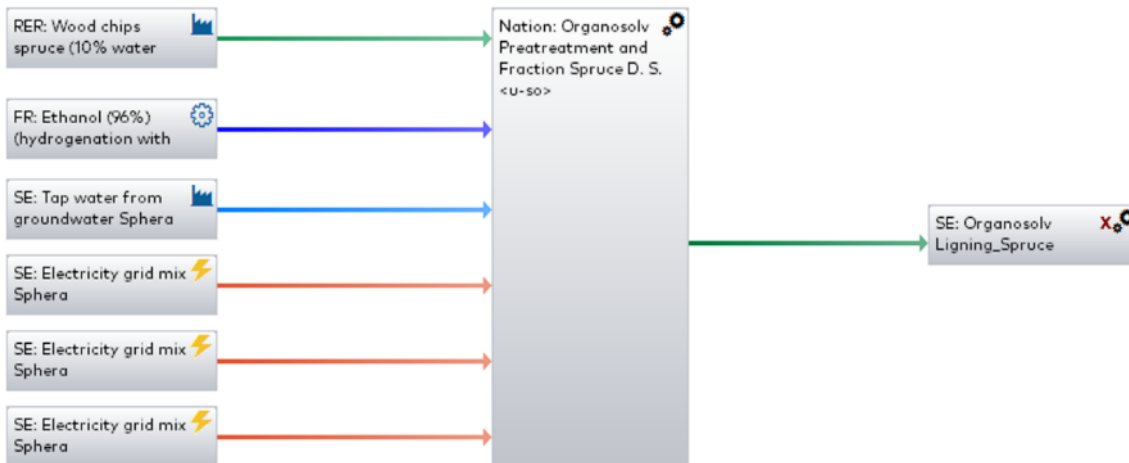 RER: Wood chips
spruce (10% water
FR: Ethanol (96%)
(hydrogenation with
SE: Tap water from
groundwater Sphera
SE: Electricity grid mix
Sphera
SE: Electricity grid mix
Sphera
SE: Electricity grid mix
Sphera
Nation: Organosolv
Preatreatment and
Fraction Spruce D. S.
<u-so>
SE: Organosolv
Ligning_Spruce
X